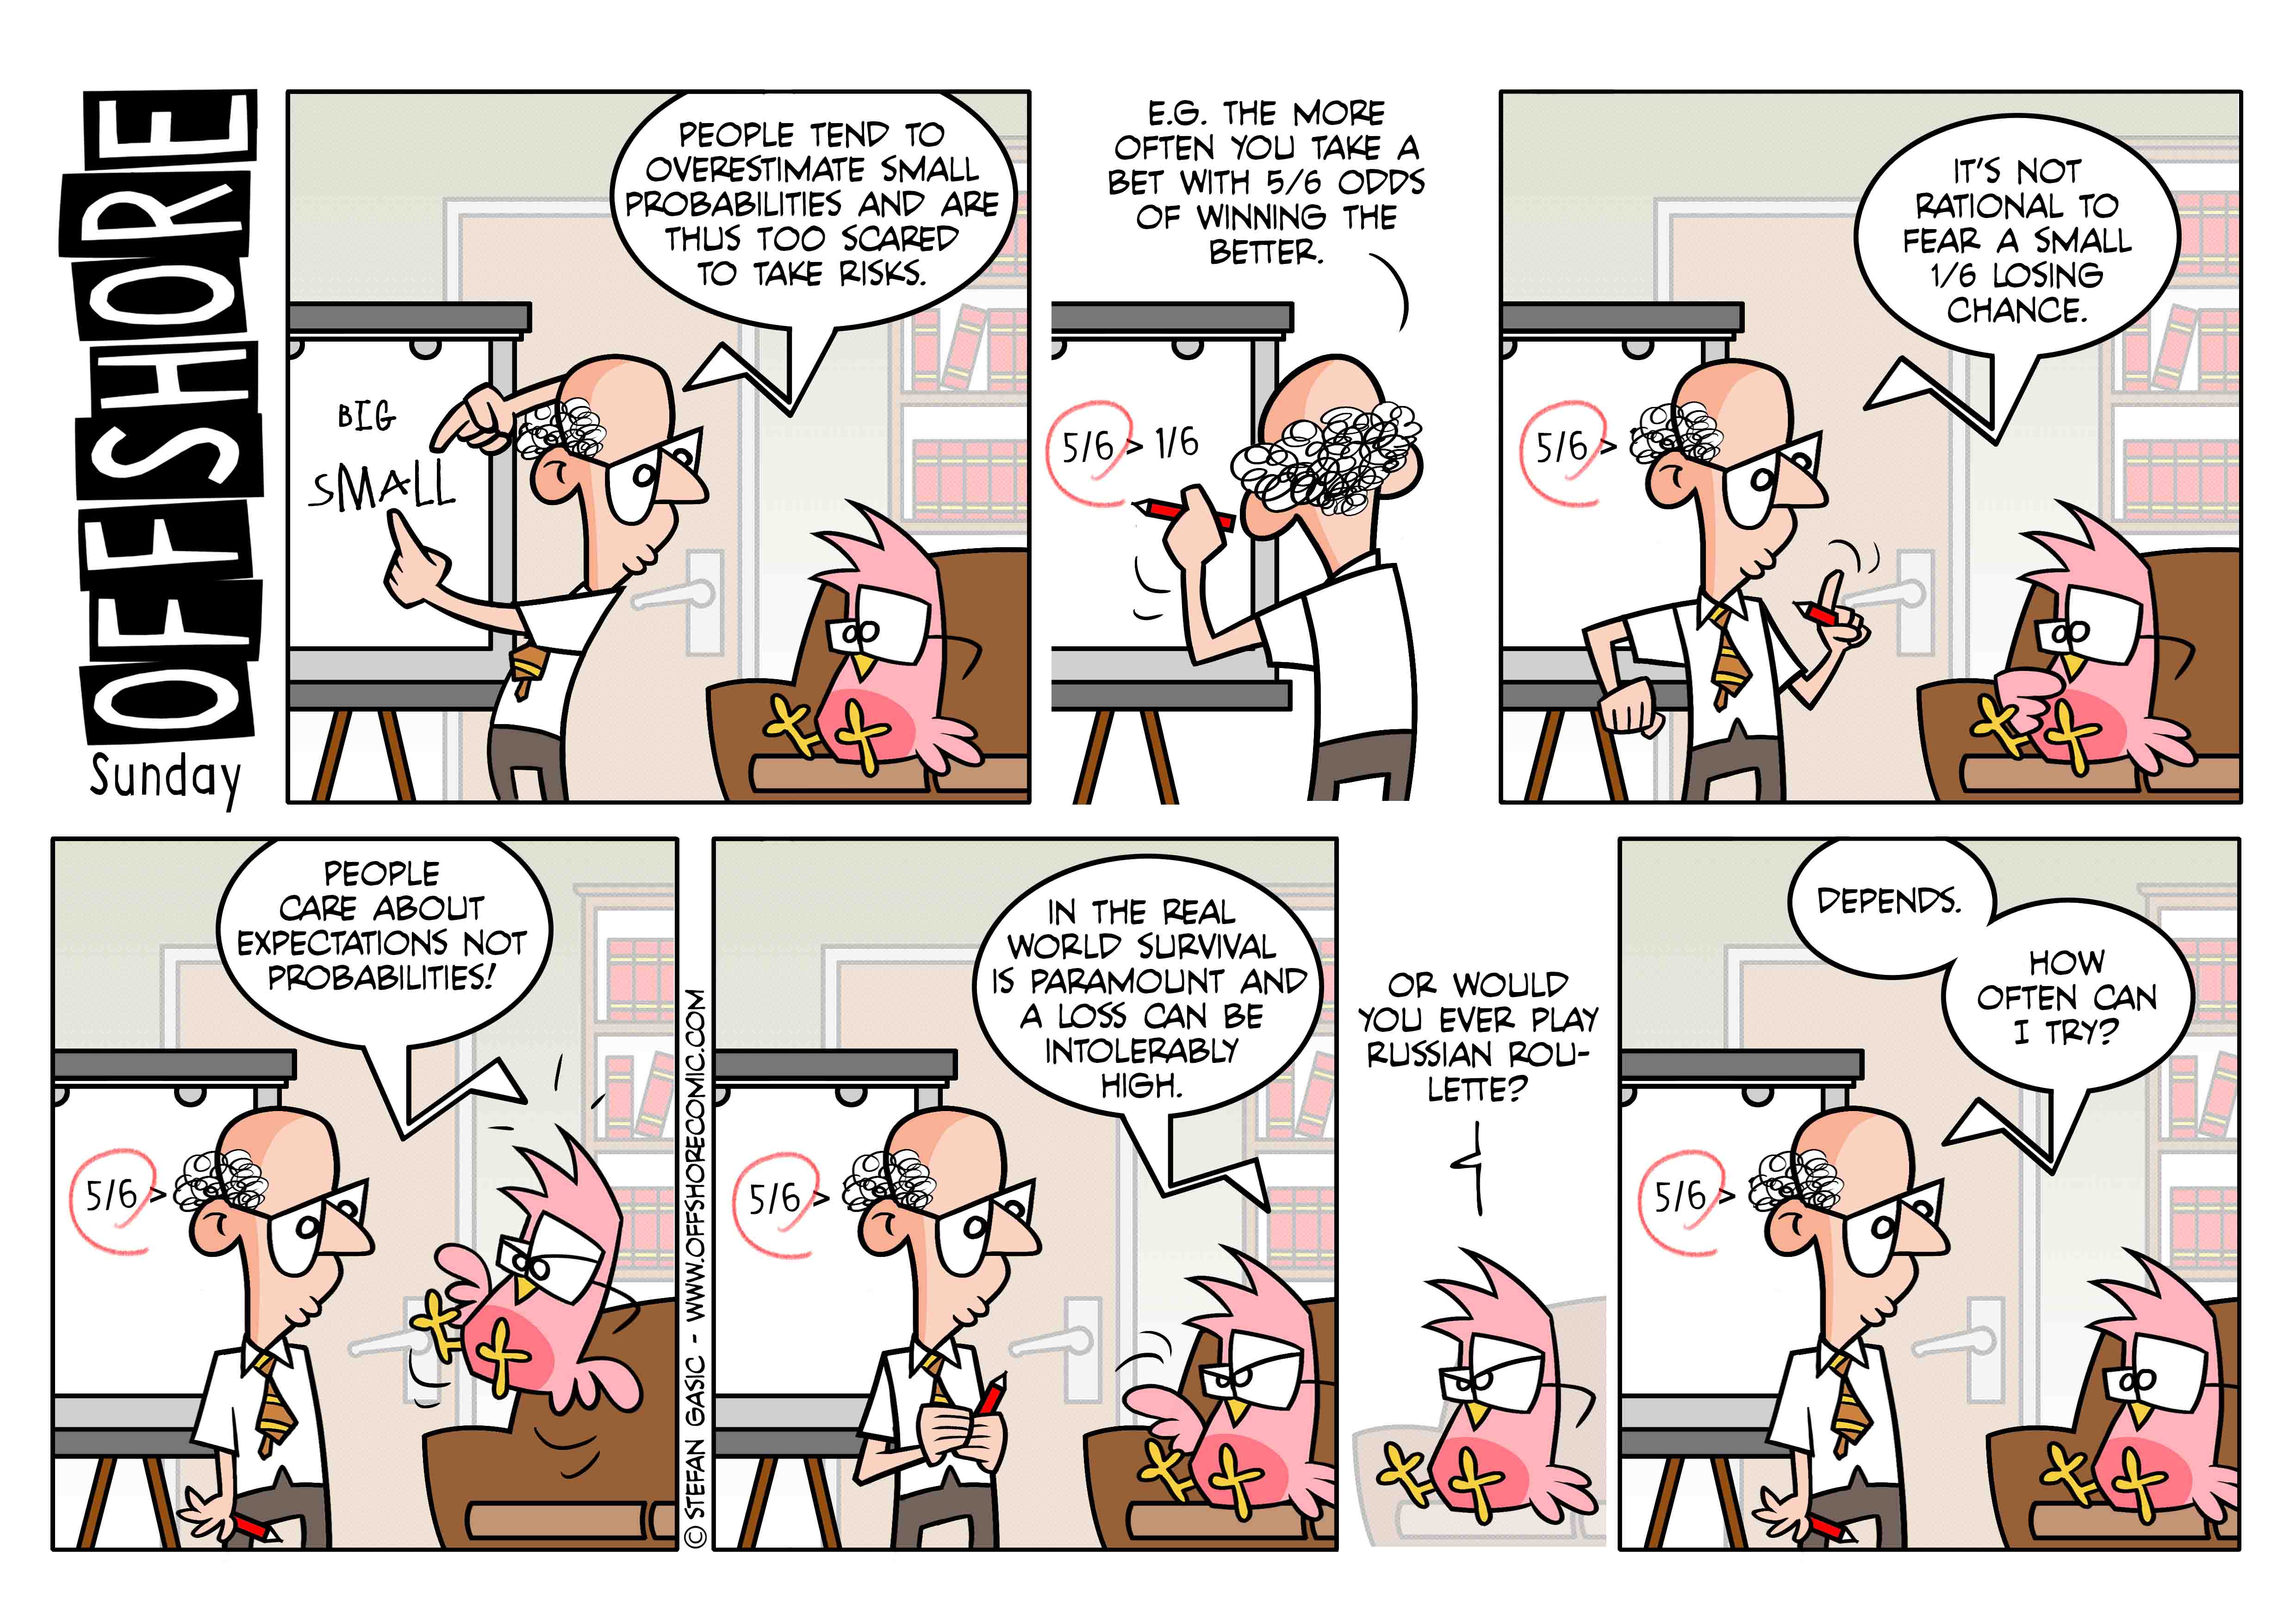 OFFSHORE
Sunday
PEOPLE TEND TO
OVERESTIMATE SMALL
PROBABILITIES AND ARE
THUS TOO SCARED
TO TAKE RISKS.
BIG
SMALL
E.G. THE MORE
OFTEN YOU TAKE A
BET WITH 5/6 ODDS
OF WINNING THE
BETTER.
5/6 > 1/6
IT'S NOT
RATIONAL TO
FEAR A SMALL
1/6 LOSING
CHANCE.
5/6 >
PEOPLE
CARE ABOUT
EXPECTATIONS NOT
PROBABILITIES!
5/6 >
© STEFAN GASIC - WWW.OFFSHORECOMIC.COM
IN THE REAL
WORLD SURVIVAL
IS PARAMOUNT AND
A LOSS CAN BE
INTOLERABLY
HIGH.
5/6 >
OR WOULD
YOU EVER PLAY
RUSSIAN ROU-
LETTE?
DEPENDS.
HOW
OFTEN CAN
I TRY?
5/6 >